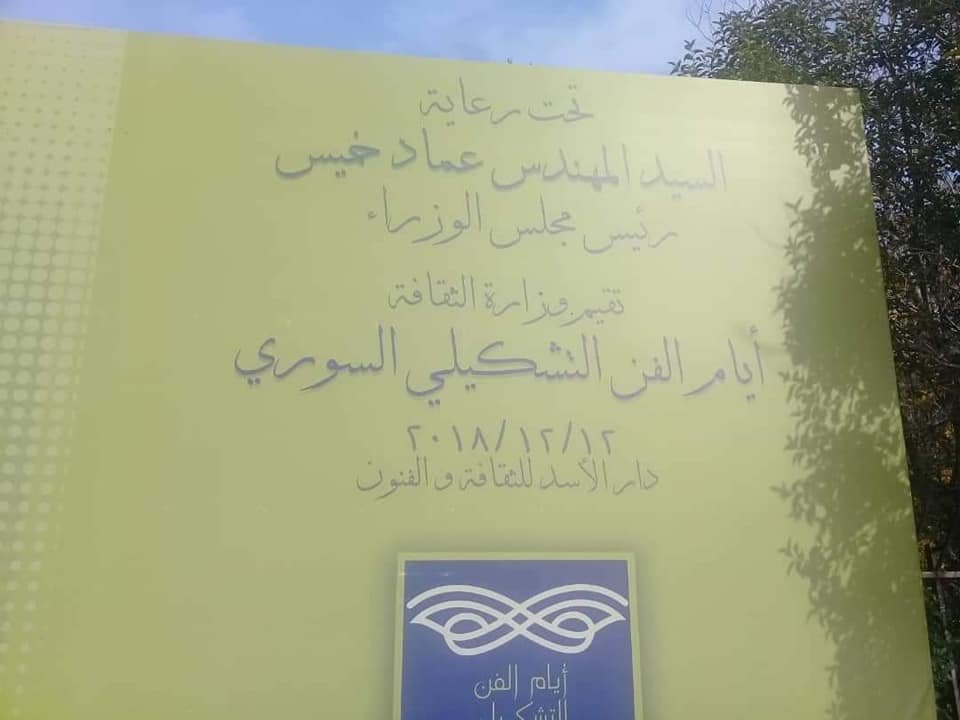 تحت رعاية
السيد المهندس عماد خميس
رئيس مجلس الوزراء
تقيم وزارة الثقافة
أيام الفن التشكيلي السوري
٢٠١٨/١٢/١٢
دار الأسد للثقافة و الفنون
أيام الفن